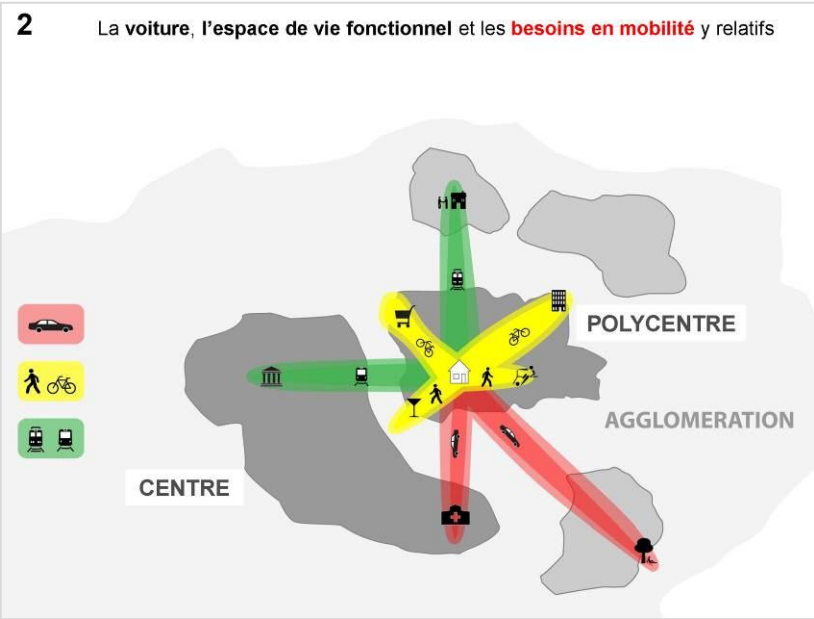 2
La voiture, l'espace de vie fonctionnel et les besoins en mobilité y relatifs
POLYCENTRE
AGGLOMERATION
CENTRE